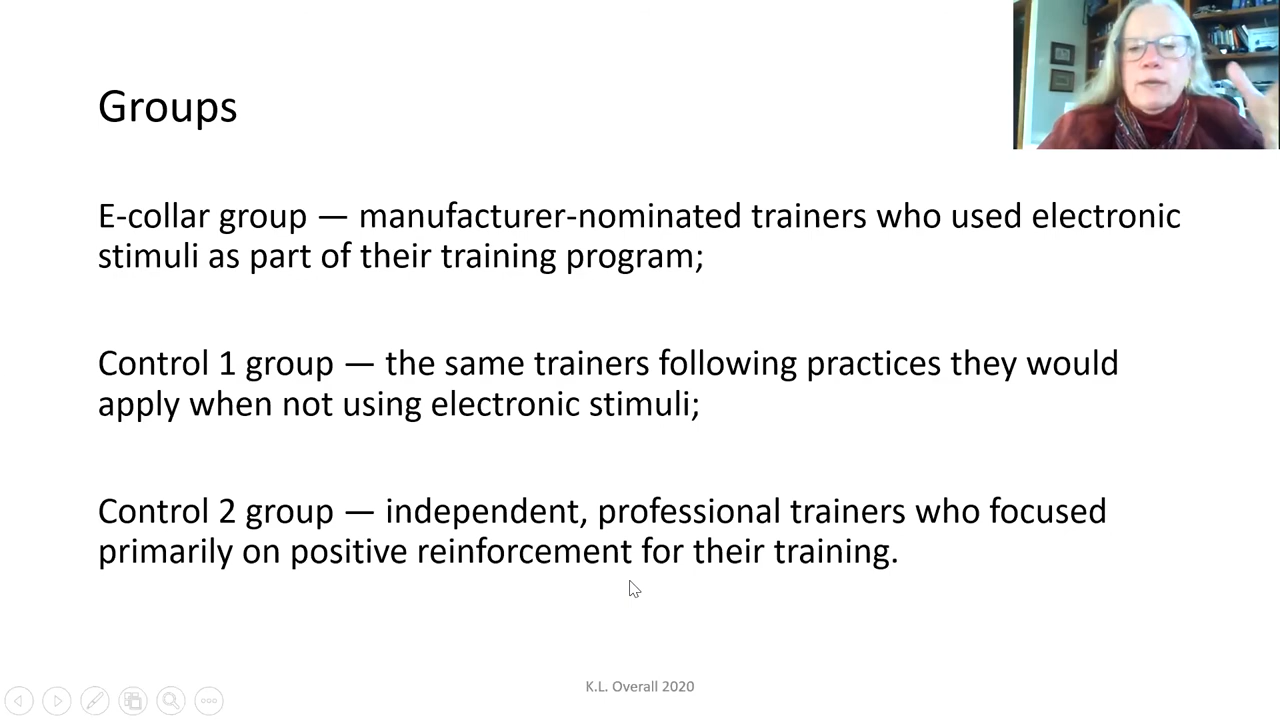 Groups
E-collar group — manufacturer-nominated trainers who used electronic
stimuli as part of their training program;
Control 1 group — the same trainers following practices they would
apply when not using electronic stimuli;
Control 2 group — independent, professional trainers who focused
primarily on positive reinforcement for their training.
K.L. Overall 2020